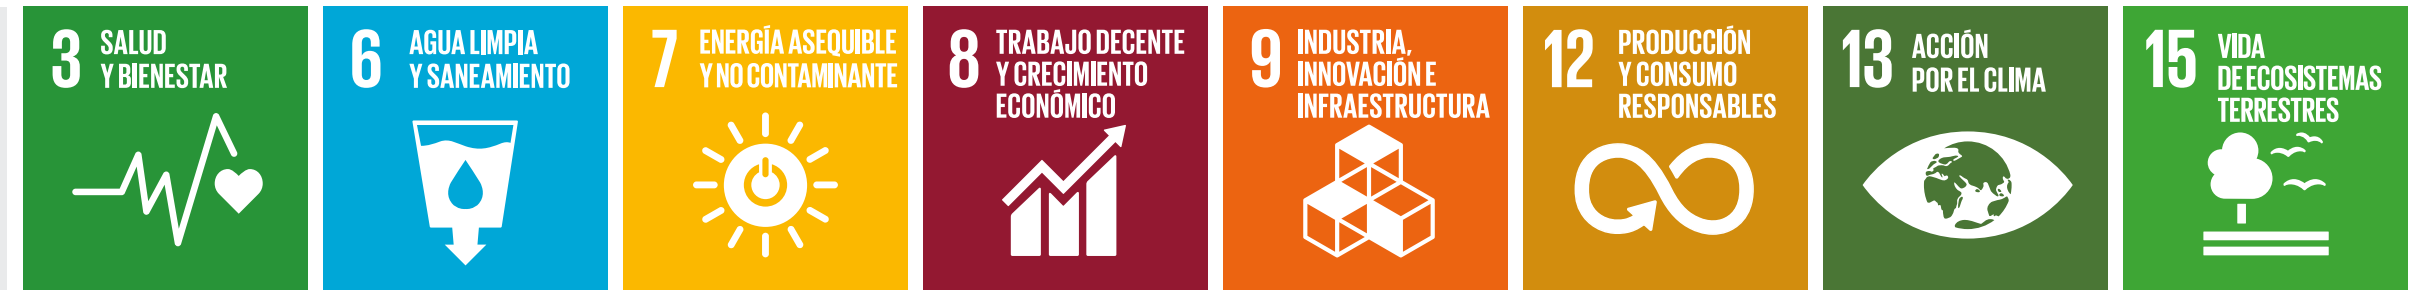 3 SALUD
Y BIENESTAR
6 AGUA LIMPIA
Y SANEAMIENTO
7 ENERGÍA ASEQUIBLE
Y NO CONTAMINANTE
8 TRABAJO DECENTE
Y CRECIMIENTO
ECONÓMICO
9 INDUSTRIA,
INNOVACIÓN E
INFRAESTRUCTURA
12 PRODUCCIÓN
Y CONSUMO
RESPONSABLES
13 ACCIÓN
POR EL CLIMA
15 VIDA
DE ECOSISTEMAS
TERRESTRES